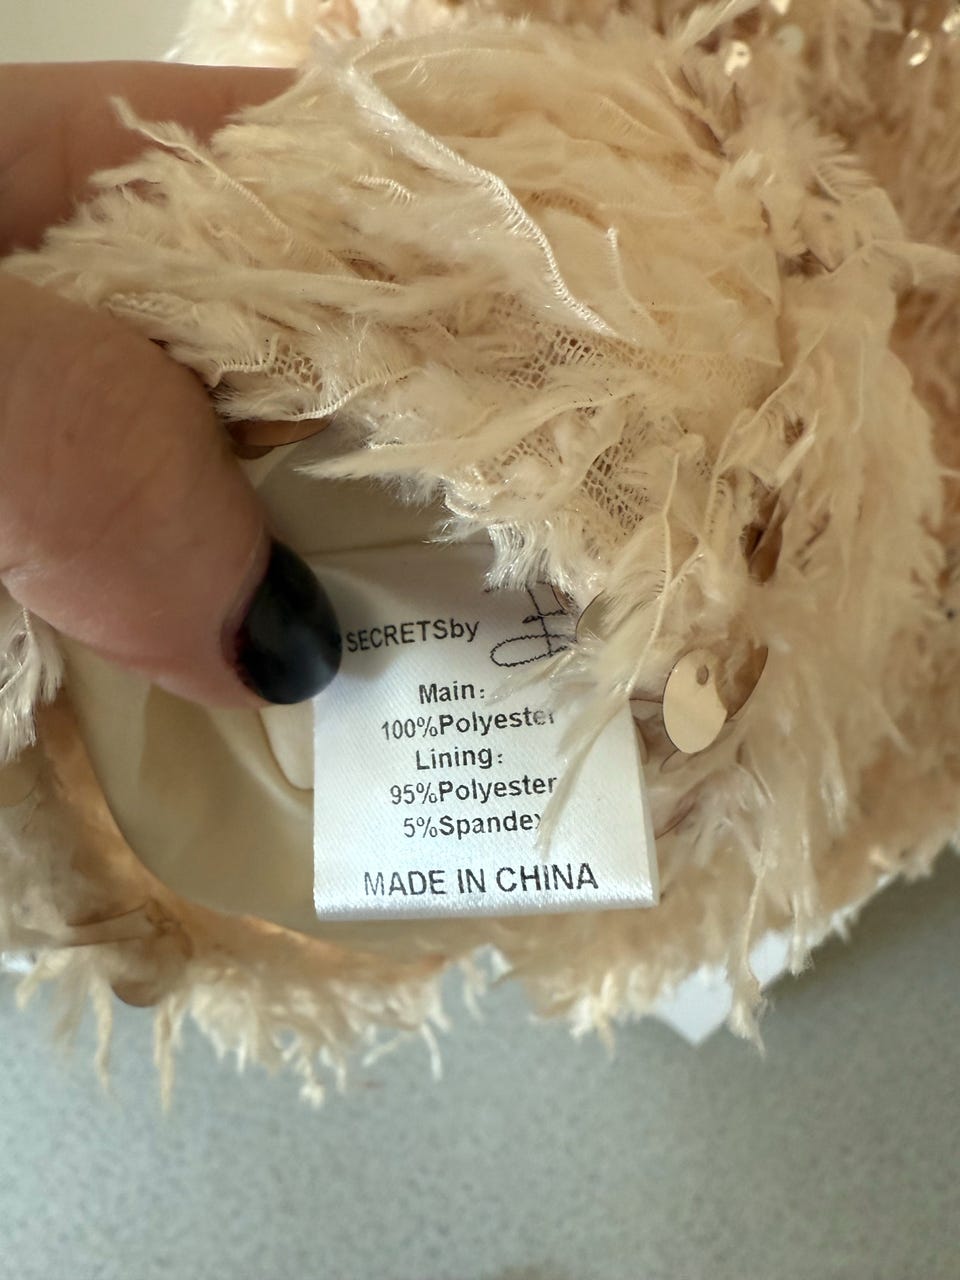 SECRETSby
Main:
100%Polyester
Lining:
95%Polyester
5%Spandex
MADE IN CHINA